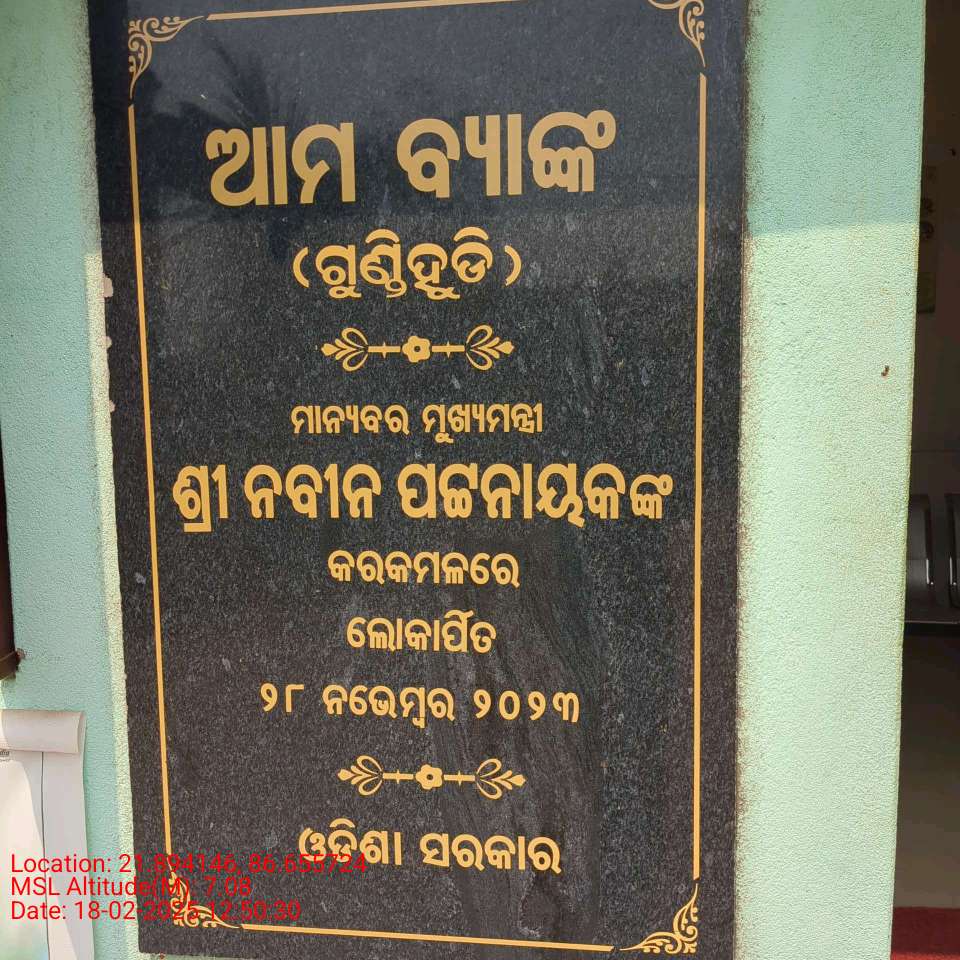 ଆମ ବ୍ୟାଙ୍କ
(ଗୁଣ୍ଡିହୁଡି)
ମାନ୍ୟବର ମୁଖ୍ୟମନ୍ତ୍ରୀ
ଶ୍ରୀ ନବୀନ ପଟ୍ଟନାୟକଙ୍କ
କରକମଳରେ
ଲୋକାର୍ପିତ
୨୮ ନଭେମ୍ବର ୨୦୨୩
ଓଡିଶା ସରକାର
Location: 21.894146, 86.655724
MSL Altitude(M), 7.08
Date: 18-02-2025 12:50:30